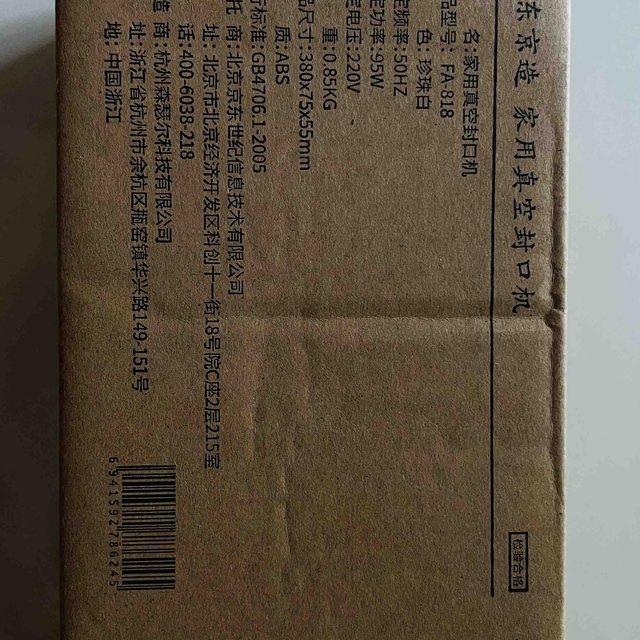 东京造 家用真空封口机
名:家用真空封口机
品型号: FA-818
色: 珍珠白
定频率:50HZ
定功率:95W
定电压:220V
重:0.85KG
品尺寸:380x75x55mm
质:ABS
行标准:GB4706.1-2005
托 商:北京京东世纪信息技术有限公司
址: 北京市北京经济开发区科创十一街18号院C座2层215室
话:400-6038-218
造 商:杭州森瑟尔科技有限公司
址:浙江省杭州市余杭区瓶窑镇华兴路149-151号
地: 中国浙江
检验合格
6941592786245